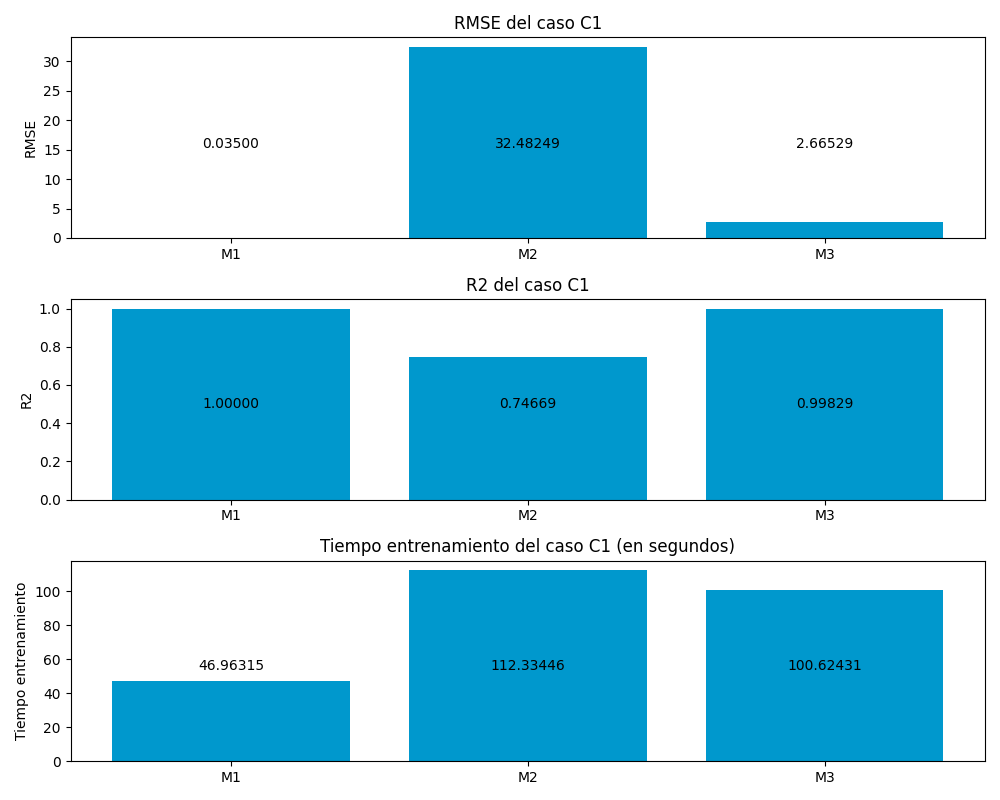 RMSE del caso C1
RMSE
30
25
20
15
10
5
0
0.03500
32.48249
2.66529
M1
M2
M3
R2 del caso C1
R2
1.0
0.8
0.6
0.4
0.2
0.0
1.00000
0.74669
0.99829
M1
M2
M3
Tiempo entrenamiento del caso C1 (en segundos)
Tiempo entrenamiento
100
80
60
40
20
0
46.96315
112.33446
100.62431
M1
M2
M3